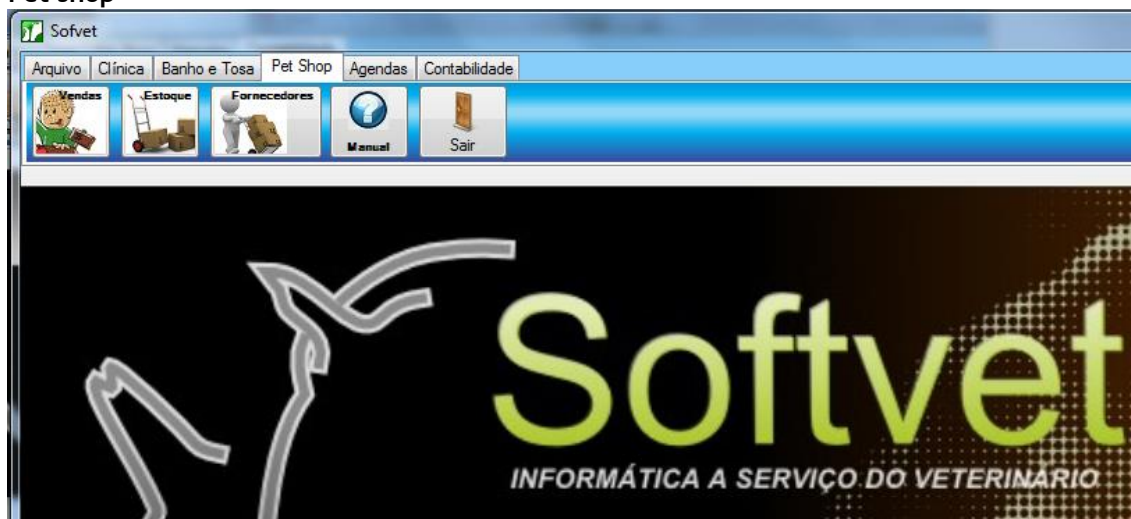 Pet shop
Sofvet
Arquivo Clínica Banho e Tosa Pet Shop Agendas Contabilidade
Vendas Estoque Fornecedores Manual Sair
Softvet
INFORMÁTICA A SERVIÇO DO VETERINÁRIO